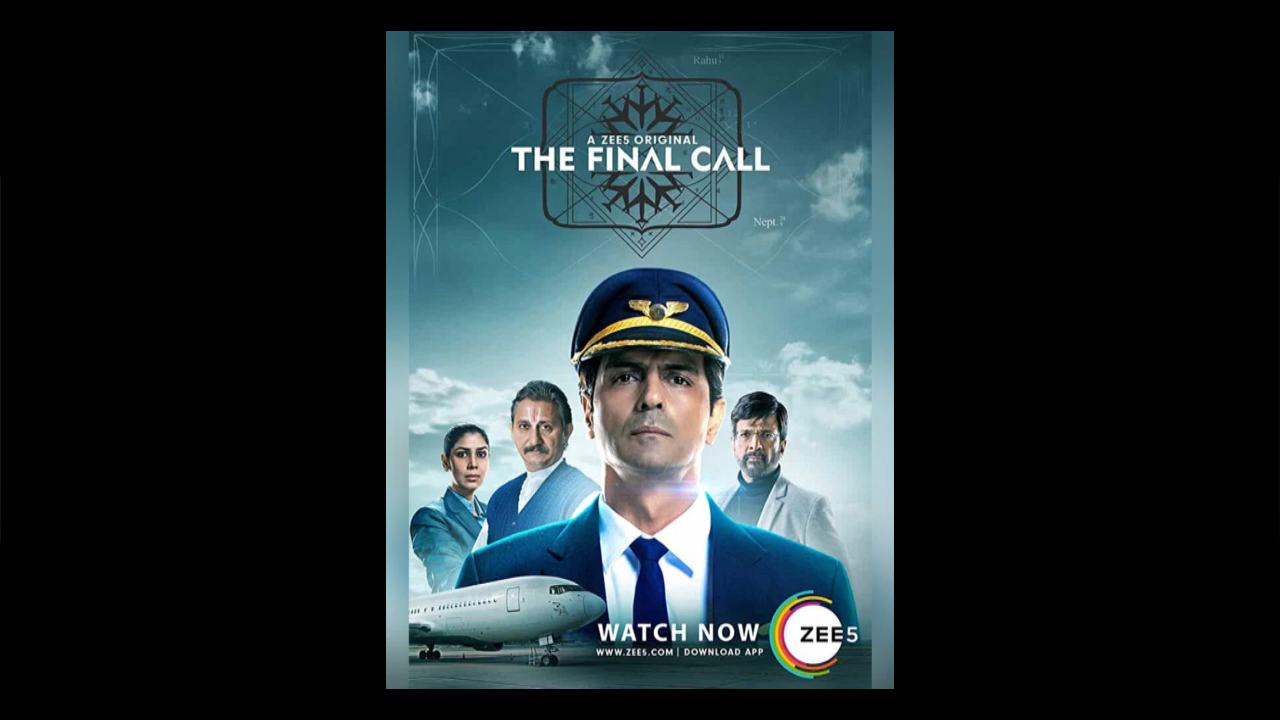 Rahu
A ZEE5 ORIGINAL
THE FINAL CALL
Nept.
WATCH NOW
WWW.ZEE5.COM | DOWNLOAD APP
ZEE5